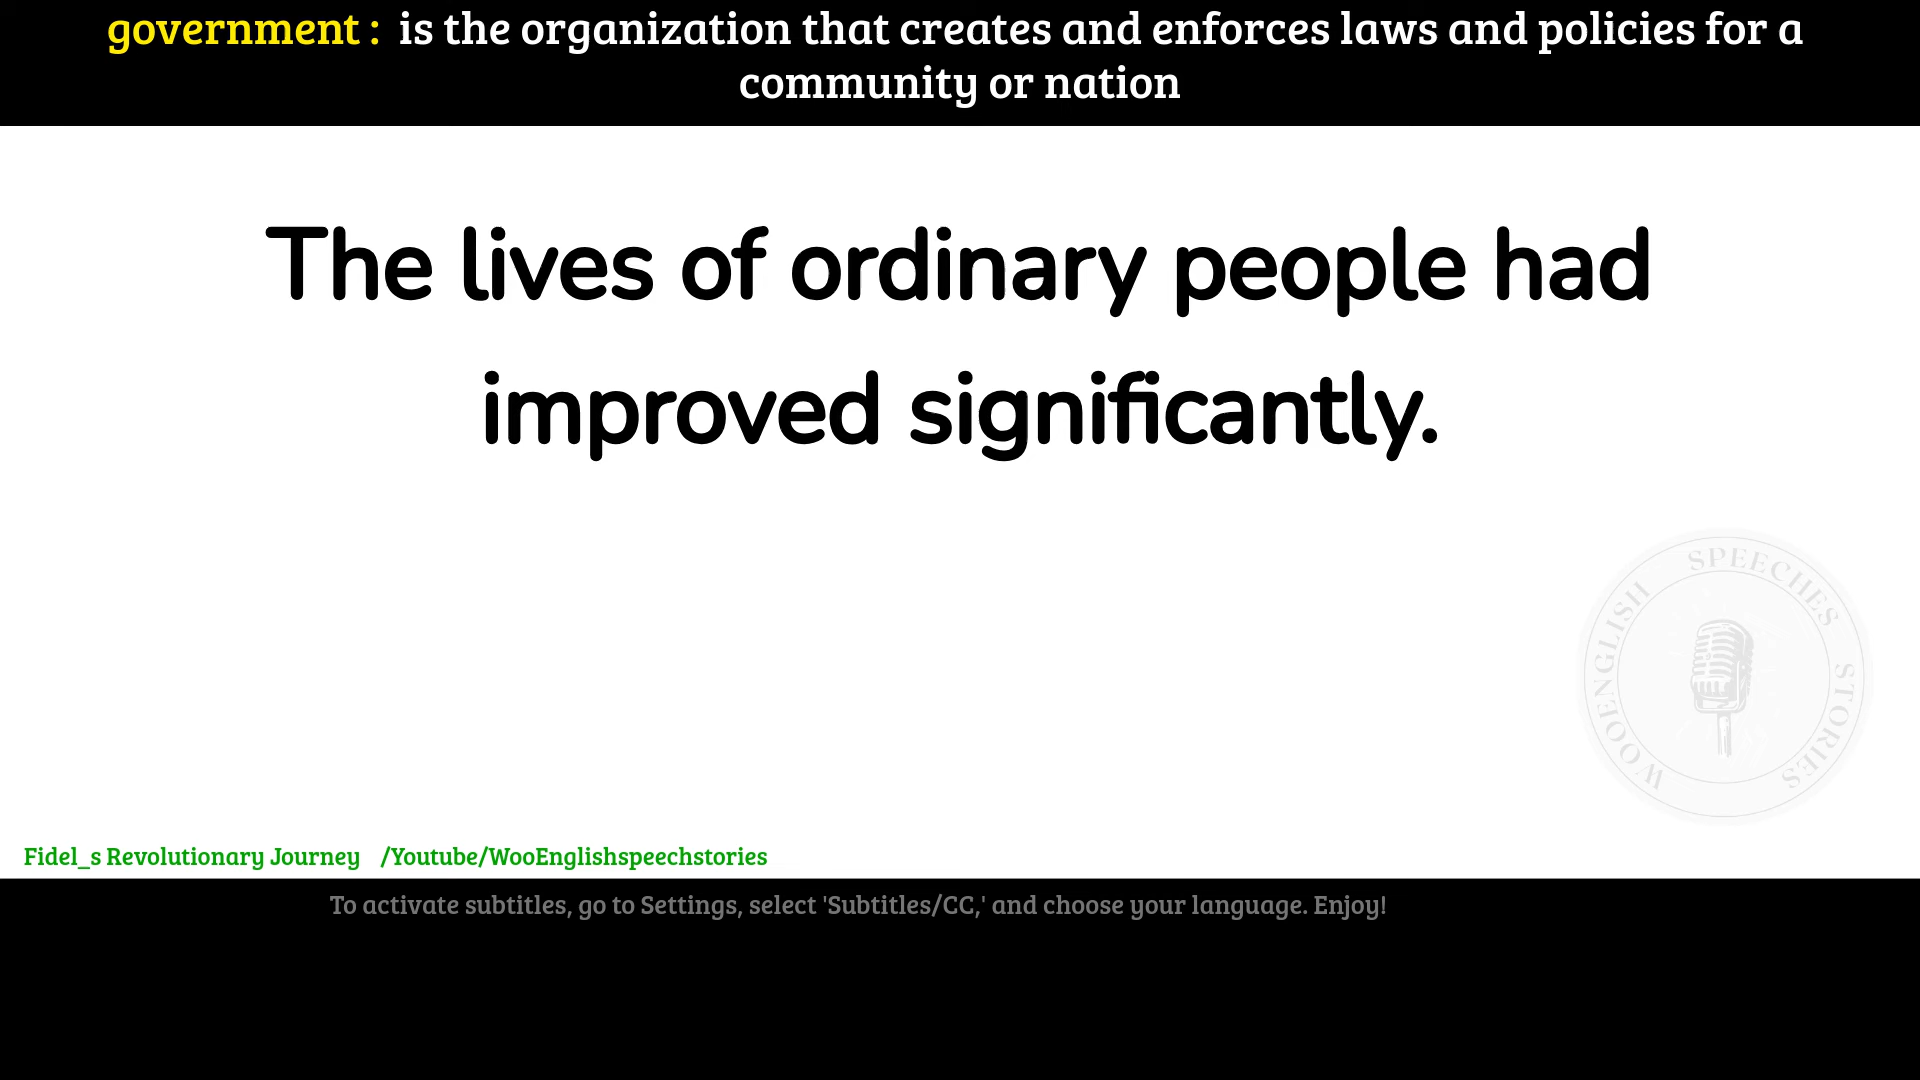 government : is the organization that creates and enforces laws and policies for a
community or nation
The lives of ordinary people had
improved significantly.
WOOENGLISH SPEECHES STORIES
Fidel_s Revolutionary Journey /Youtube/WooEnglishspeechstories
To activate subtitles, go to Settings, select 'Subtitles/CC,' and choose your language. Enjoy!